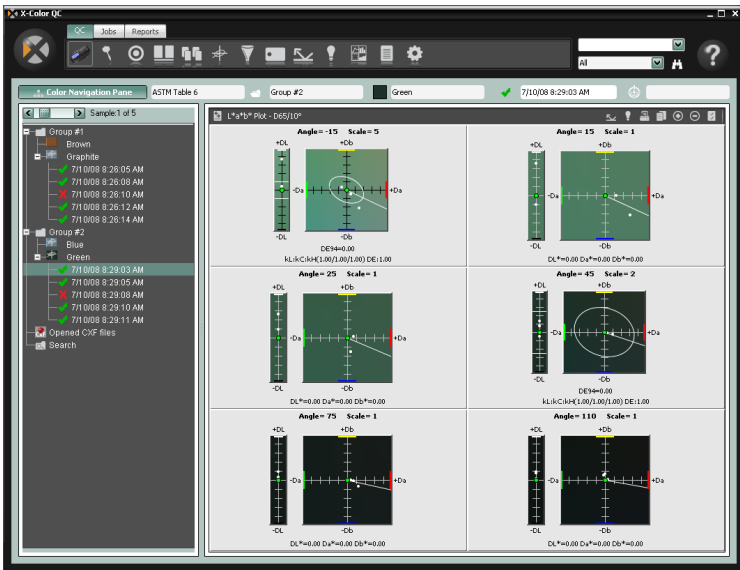 X-Color QC
QC Jobs Reports
All
?
Color Navigation Pane ASTM Table 6 Group #2 Green 7/10/08 8:29:03 AM
Sample:1 of 5
Group #1
Brown
Graphite
7/10/08 8:26:05 AM
7/10/08 8:26:08 AM
7/10/08 8:26:10 AM
7/10/08 8:26:12 AM
7/10/08 8:26:14 AM
Group #2
Blue
Green
7/10/08 8:29:03 AM
7/10/08 8:29:05 AM
7/10/08 8:29:08 AM
7/10/08 8:29:10 AM
7/10/08 8:29:11 AM
Opened CXF files
Search
L*a*b* Plot - D65/10°
Angle= -15 Scale= 5
+DL +Db
-Da +Da
-DL -Db
DE94=0.00
kL:kC:kH(1.00/1.00/1.00) DE:1.00
Angle= 15 Scale= 1
+DL +Db
-Da +Da
-DL -Db
DL*=0.00 Da*=0.00 Db*=0.00
Angle= 25 Scale= 1
+DL +Db
-Da +Da
-DL -Db
DL*=0.00 Da*=0.00 Db*=0.00
Angle= 45 Scale= 2
+DL +Db
-Da +Da
-DL -Db
DE94=0.00
kL:kC:kH(1.00/1.00/1.00) DE:1.00
Angle= 75 Scale= 1
+DL +Db
-Da +Da
-DL -Db
DL*=0.00 Da*=0.00 Db*=0.00
Angle= 110 Scale= 1
+DL +Db
-Da +Da
-DL -Db
DL*=0.00 Da*=0.00 Db*=0.00